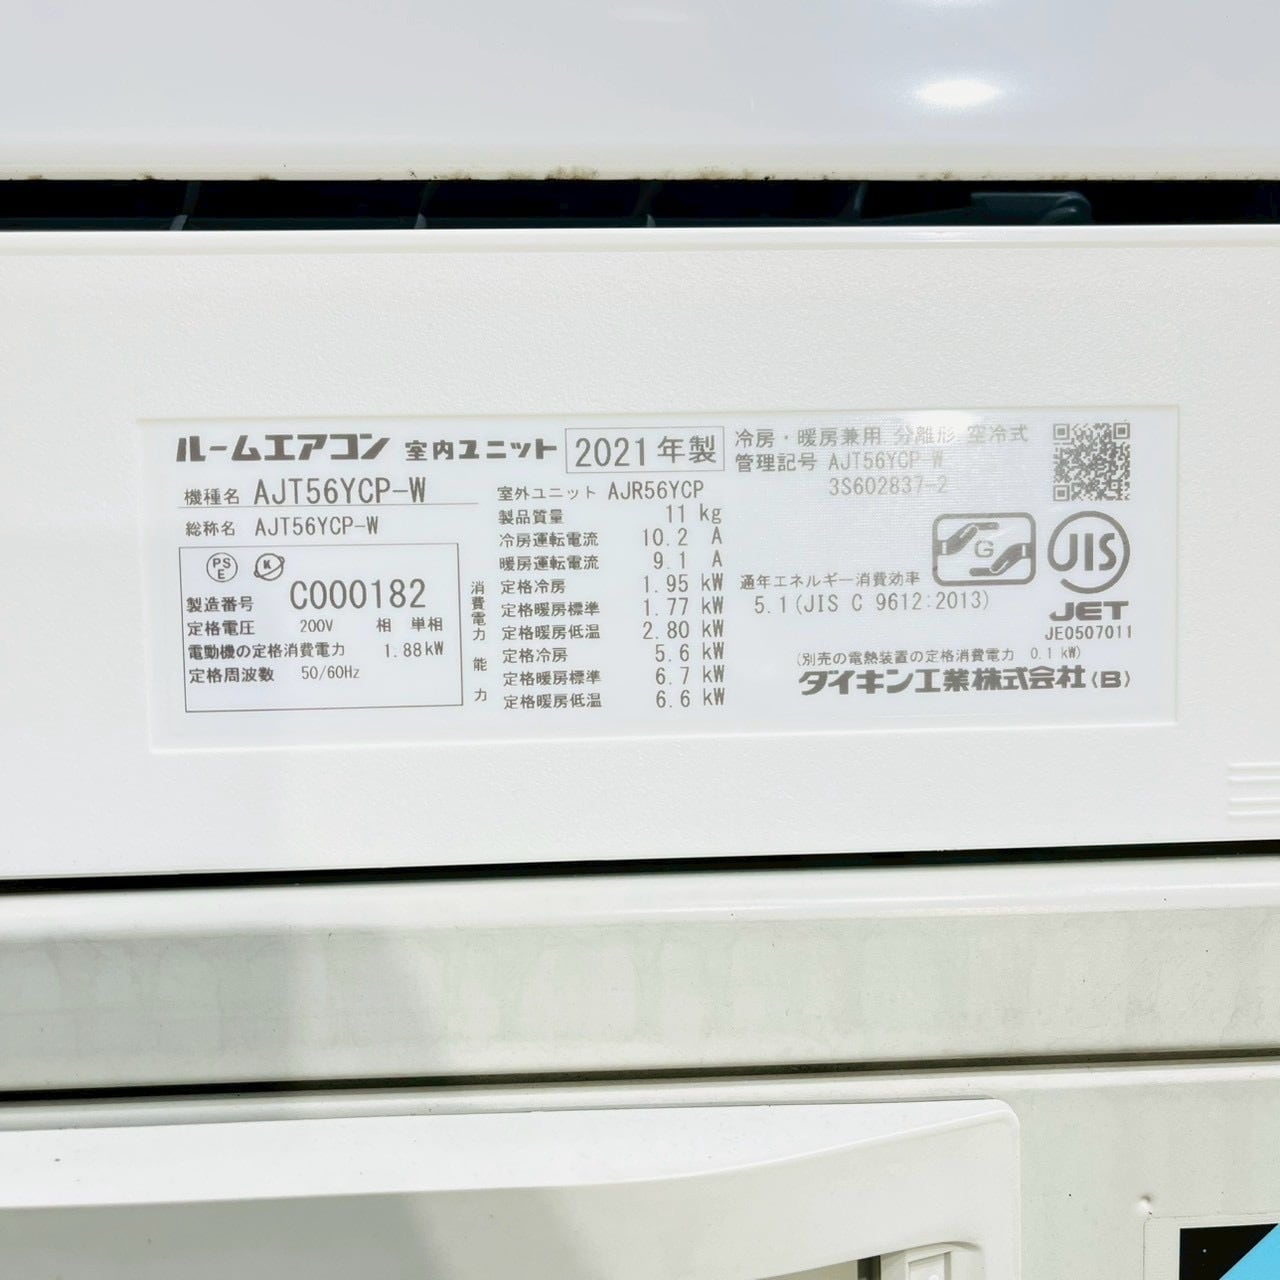 ルームエアコン 室内ユニット 2021年製
機種名 AJT56YCP-W
総称名 AJT56YCP-W
PS
E
K
製造番号 C000182
定格電圧 200V 相 単相
電動機の定格消費電力 1.88kW
定格周波数 50/60Hz
室外ユニット AJR56YCP
製品質量 11 kg
冷房運転電流 10.2 A
暖房運転電流 9.1 A
消費電力
定格冷房 1.95 kW
定格暖房標準 1.77 kW
定格暖房低温 2.80 kW
能力
定格冷房 5.6 kW
定格暖房標準 6.7 kW
定格暖房低温 6.6 kW
冷房・暖房兼用 分離形 空冷式
管理記号 AJT56YCP-W
3S602837-2
G
JIS
JET
JE0507011
通年エネルギー消費効率
5.1(JIS C 9612:2013)
(別売の電熱装置の定格消費電力 0.1 kW)
ダイキン工業株式会社(B)